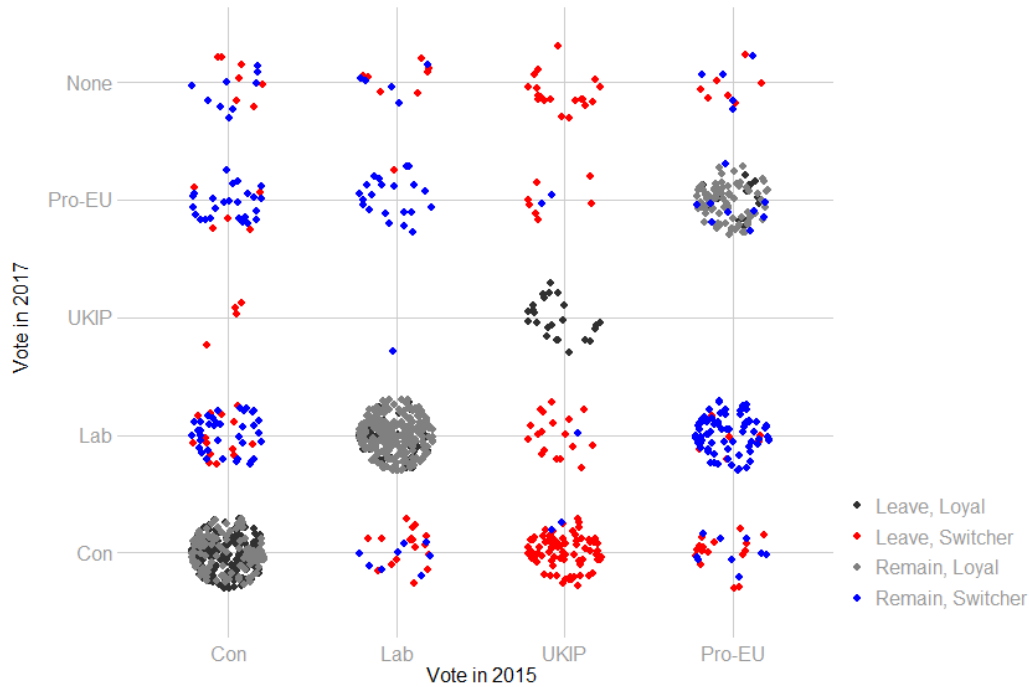 None
Pro-EU
UKIP
Lab
Con
Vote in 2017
Con Lab UKIP Pro-EU
Vote in 2015
Leave, Loyal
Leave, Switcher
Remain, Loyal
Remain, Switcher